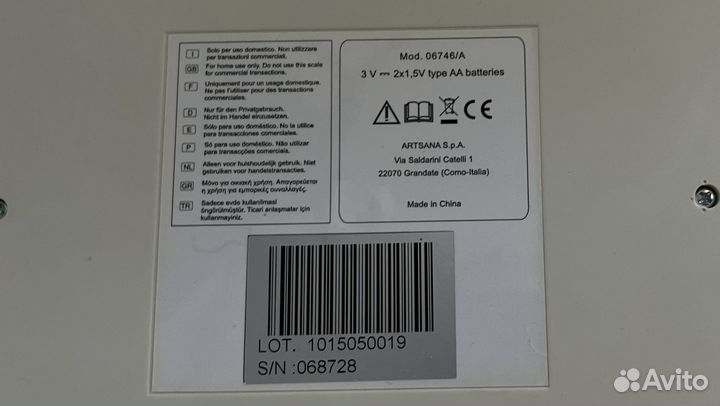 I Solo per uso domestico. Non utilizzare
per transazioni commerciali.
GB For home use only. Do not use this scale
for commercial transactions.
F Uniquement pour un usage domestique.
Ne pas l'utiliser pour des transactions
commerciales.
D Nur für den Privatgebrauch.
Nicht im Handel einzusetzen.
E Sólo para uso doméstico. No la utilice
para transacciones comerciales.
P Só para uso doméstico. Não utilizar
para transacções comerciais.
NL Alleen voor huishoudelijk gebruik. Niet
gebruiken voor handelstransacties.
GR Μόνο για οικιακή χρήση. Απαγορεύεται
η χρήση για εμπορικές συναλλαγές.
TR Sadece evde kullanılması
öngörülmüştür. Ticari anlaşmalar için
kullanmayiniz.
Mod. 06746/A
3 V 2x1,5V type AA batteries
CE
ARTSANA S.p.A.
Via Saldarini Catelli 1
22070 Grandate (Como-Italia)
Made in China
LOT. 1015050019
S/N :068728
Avito